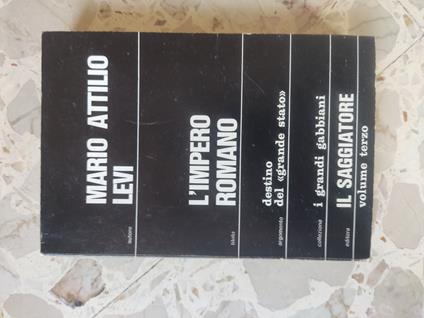 MARIO ATTILIO
LEVI
autore
L'IMPERO
ROMANO
titolo
destino
del «grande stato»
argomento
i grandi gabbiani
collezione
IL SAGGIATORE
volume terzo
editore